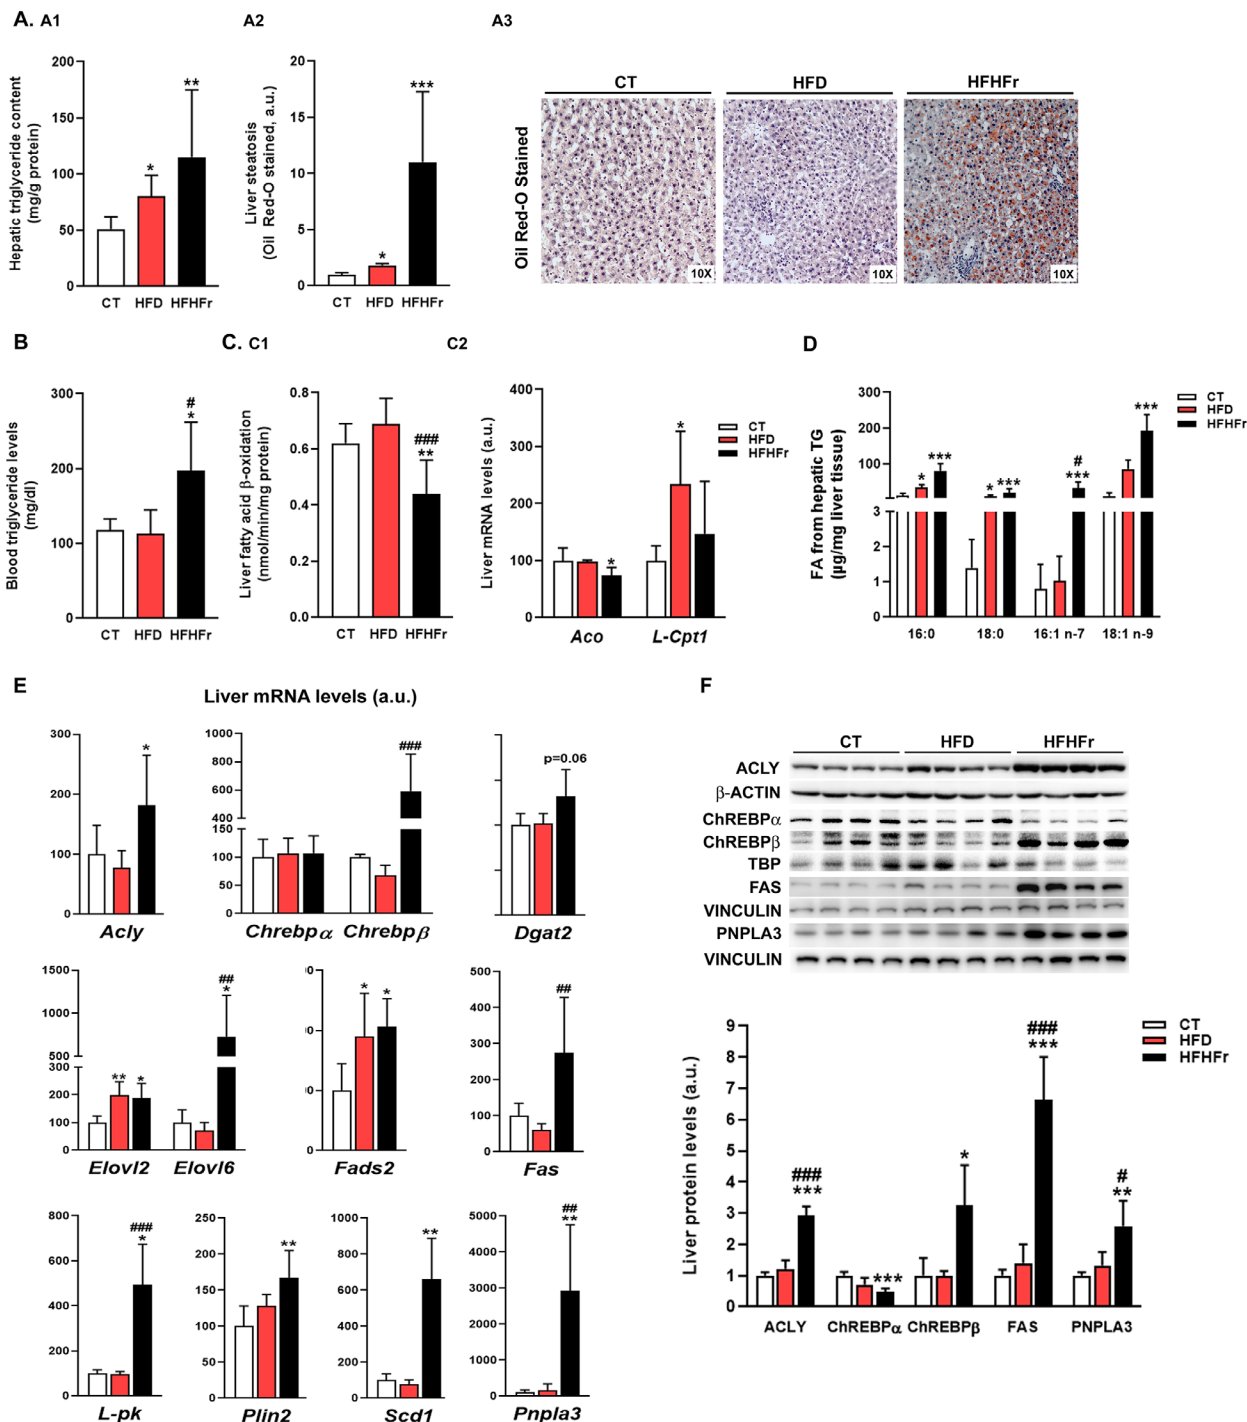 A. A1
A2
A3
Hepatic triglyceride content
(mg/g protein)
200
150
100
50
0
*
**
CT HFD HFHFr
Liver steatosis
(Oil Red-O stained, a.u.)
20
15
10
5
0
*
***
CT HFD HFHFr
Oil Red-O Stained
CT HFD HFHFr
10X 10X 10X
B
Blood triglyceride levels
(mg/dl)
300
200
100
0
#
*
CT HFD HFHFr
C. C1
Liver fatty acid β-oxidation
(nmol/min/mg protein)
0.8
0.6
0.4
0.2
0.0
###
**
CT HFD HFHFr
C2
Liver mRNA levels (a.u.)
400
300
200
100
0
*
*
CT
HFD
HFHFr
Aco L-Cpt1
D
FA from hepatic TG
(µg/mg liver tissue)
300
200
100
3
2
1
0
* ***
* ***
#
***
***
CT
HFD
HFHFr
16:0 18:0 16:1 n-7 18:1 n-9
E
Liver mRNA levels (a.u.)
300
200
100
0
*
Acly
1000
800
600
400
150
100
50
0
###
Chrebpα Chrebpβ
p=0.06
Dgat2
1500
1000
500
300
200
100
0
** *
##
*
Elovl2 Elovl6
* *
Fads2
500
400
300
200
100
0
##
Fas
800
600
400
200
0
###
*
L-pk
250
200
150
100
50
0
**
Plin2
1000
800
600
400
200
0
**
Scd1
5000
4000
3000
2000
1000
0
##
**
Pnpla3
F
CT HFD HFHFr
ACLY
β-ACTIN
ChREBPα
ChREBPβ
TBP
FAS
VINCULIN
PNPLA3
VINCULIN
Liver protein levels (a.u.)
9
8
7
6
5
4
3
2
1
0
###
***
***
*
###
***
#
**
CT
HFD
HFHFr
ACLY ChREBPα ChREBPβ FAS PNPLA3